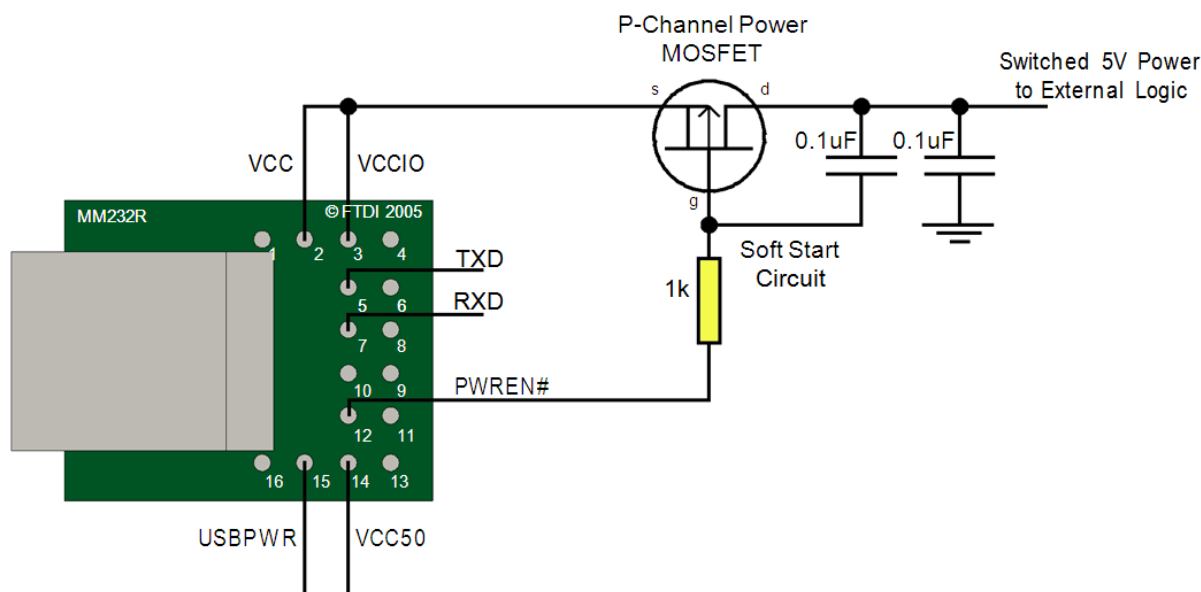 P-Channel Power
MOSFET
Switched 5V Power
to External Logic
s
d
0.1uF
0.1uF
VCC
VCCIO
g
MM232R
© FTDI 2005
1
2
3
4
Soft Start
Circuit
TXD
5
6
1k
RXD
7
8
10
9
PWREN#
12
11
16
15
14
13
USBPWR
VCC50